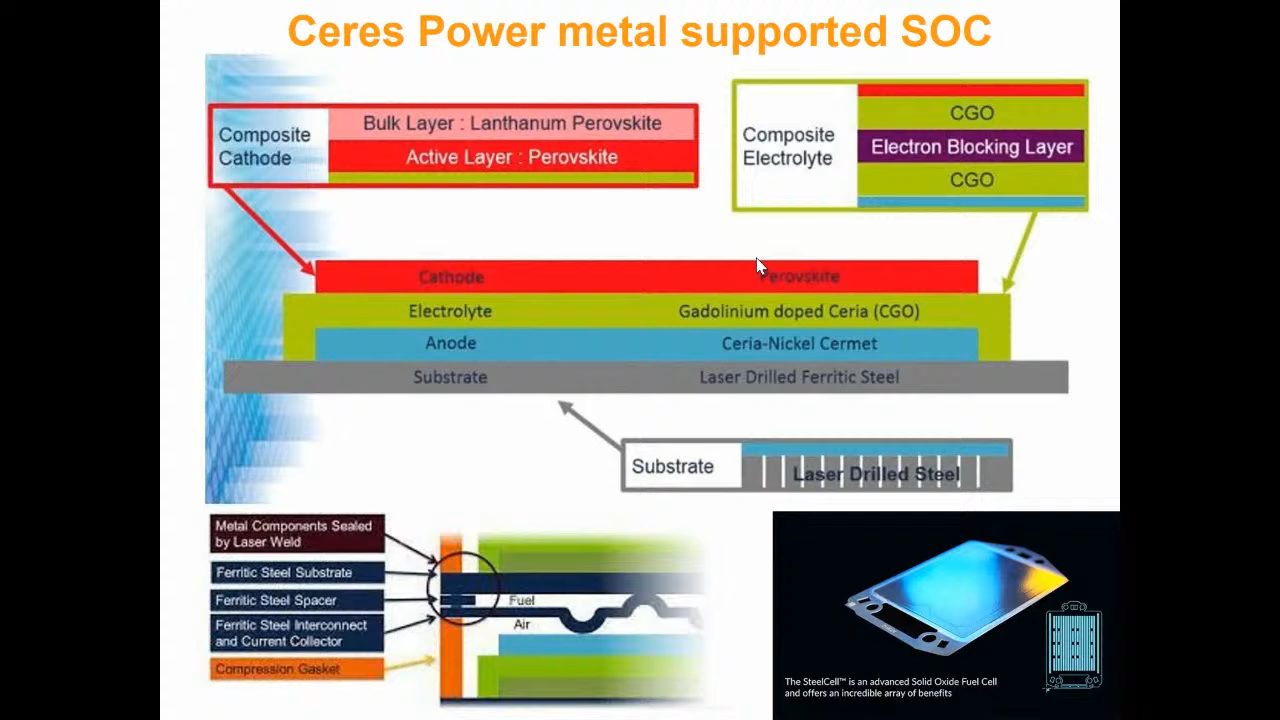 Ceres Power metal supported SOC
Composite
Cathode
Bulk Layer : Lanthanum Perovskite
Active Layer : Perovskite
Composite
Electrolyte
CGO
Electron Blocking Layer
CGO
Cathode Perovskite
Electrolyte Gadolinium doped Ceria (CGO)
Anode Ceria-Nickel Cermet
Substrate Laser Drilled Ferritic Steel
Substrate Laser Drilled Steel
Metal Components Sealed
by Laser Weld
Ferritic Steel Substrate
Ferritic Steel Spacer
Ferritic Steel Interconnect
and Current Collector
Compression Gasket
Fuel
Air
The SteelCell™ is an advanced Solid Oxide Fuel Cell
and offers an incredible array of benefits